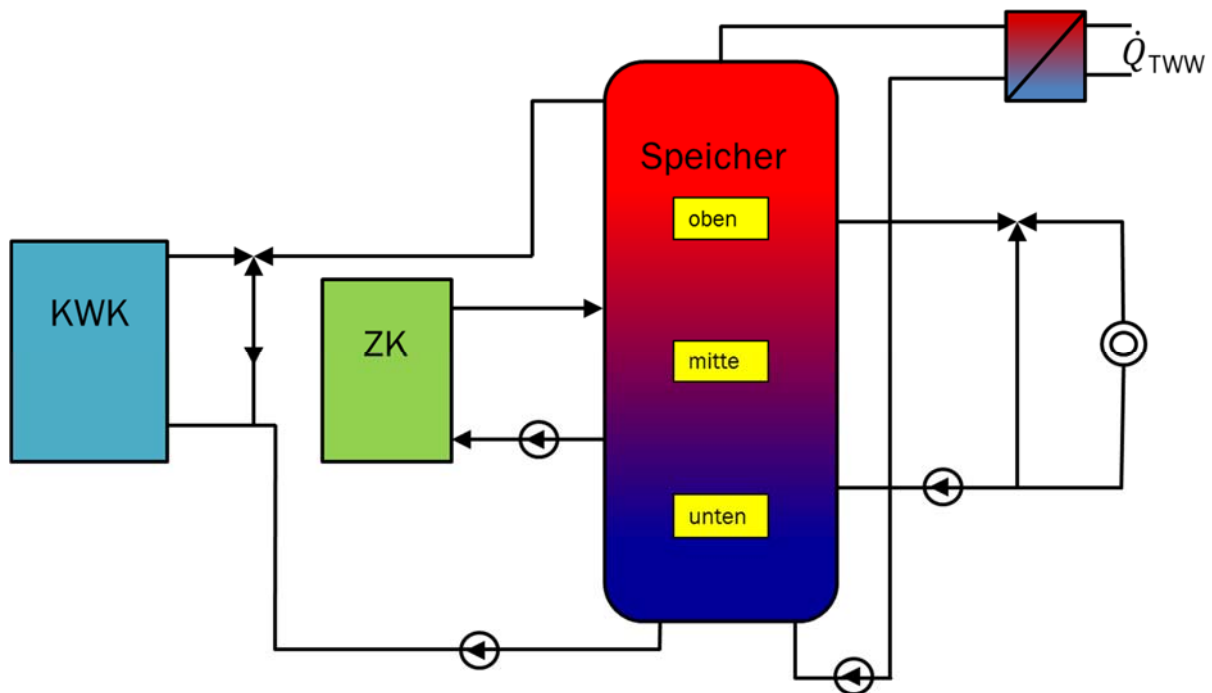 Q̇TWW
Speicher
oben
KWK
ZK
mitte
unten